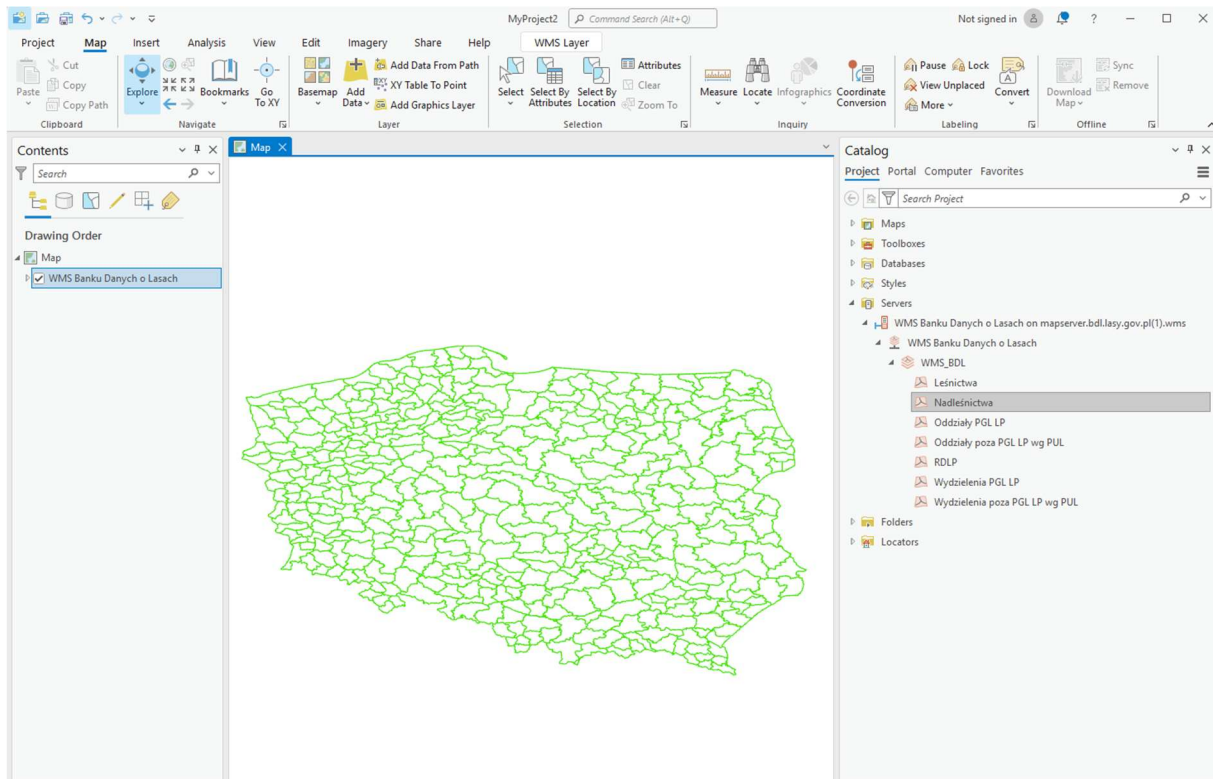 MyProject2 Command Search (Alt+Q) Not signed in ?
Project Map Insert Analysis View Edit Imagery Share Help WMS Layer
Paste Cut Copy Copy Path
Clipboard
Explore Bookmarks Go To XY
Navigate
Basemap Add Data Add Data From Path XY Table To Point Add Graphics Layer
Layer
Select Select By Attributes Select By Location Attributes Clear Zoom To
Selection
Measure Locate Infographics Coordinate Conversion
Inquiry
Pause Lock View Unplaced More Convert
Labeling
Download Map Sync Remove
Offline
Contents
Search
Drawing Order
Map
WMS Banku Danych o Lasach
Map
Catalog
Project Portal Computer Favorites
Search Project
Maps
Toolboxes
Databases
Styles
Servers
WMS Banku Danych o Lasach on mapserver.bdl.lasy.gov.pl(1).wms
WMS Banku Danych o Lasach
WMS_BDL
Leśnictwa
Nadleśnictwa
Oddziały PGL LP
Oddziały poza PGL LP wg PUL
RDLP
Wydzielenia PGL LP
Wydzielenia poza PGL LP wg PUL
Folders
Locators